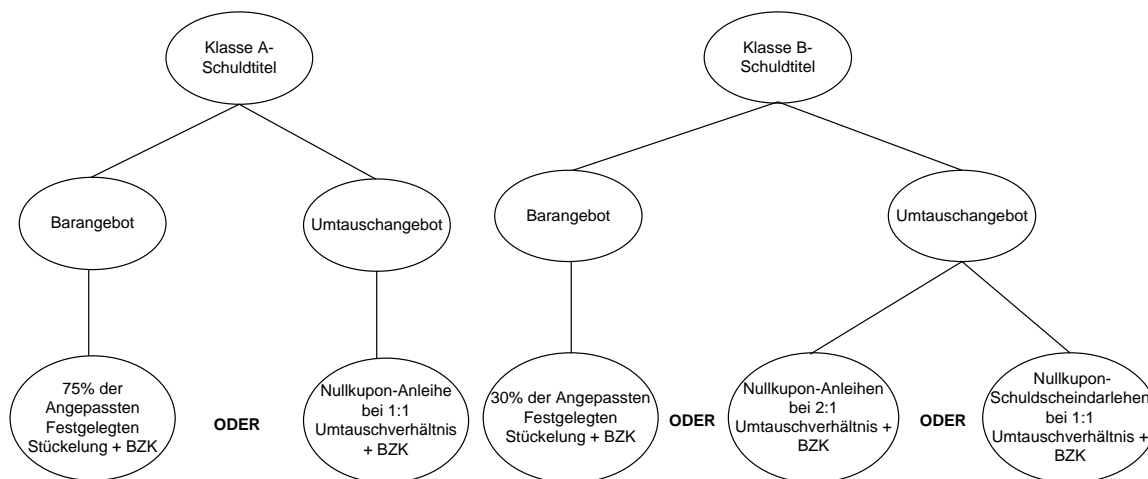 Klasse A-
Schuldtitel
Klasse B-
Schuldtitel
Barangebot
Umtauschangebot
Barangebot
Umtauschangebot
75% der
Angepassten
Festgelegten
Stückelung + BZK
ODER
Nullkupon-Anleihe
bei 1:1
Umtauschverhältnis
+ BZK
30% der Angepassten
Festgelegten
Stückelung + BZK
ODER
Nullkupon-Anleihen
bei 2:1
Umtauschverhältnis +
BZK
ODER
Nullkupon-
Schuldscheindarlehen
bei 1:1
Umtauschverhältnis +
BZK